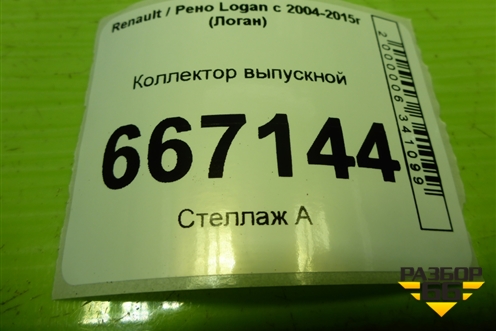 Renault / Рено Logan с 2004-2015г
(Логан)
Коллектор выпускной
667144
Стеллаж А
2000006341099
РАЗБОР